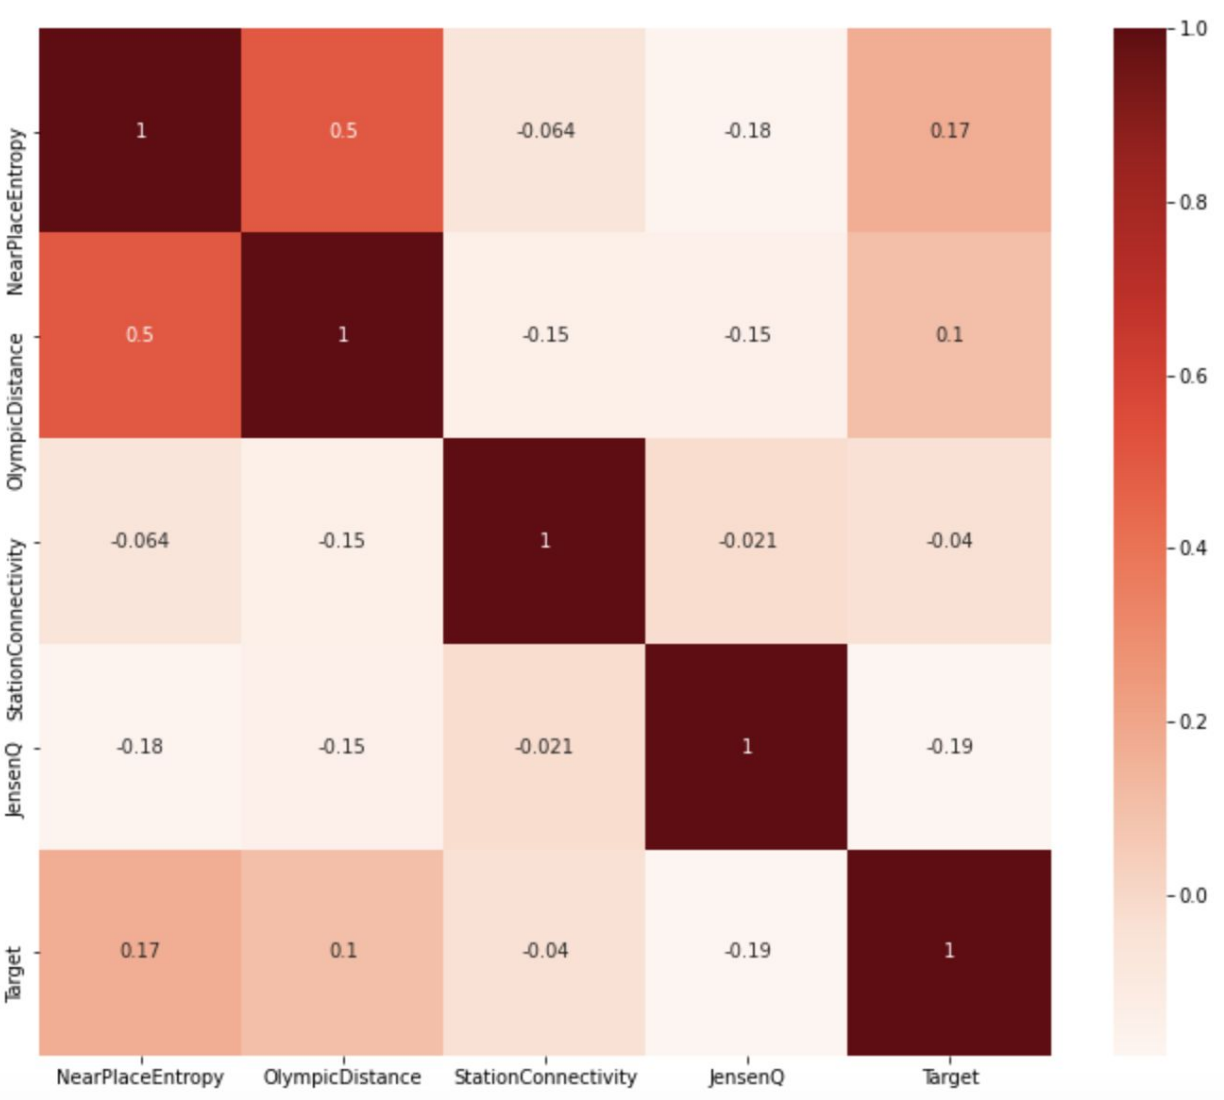 1.0
NearPlaceEntropy 1 0.5 -0.064 -0.18 0.17
0.8
OlympicDistance 0.5 1 -0.15 -0.15 0.1
0.6
StationConnectivity -0.064 -0.15 1 -0.021 -0.04
0.4
0.2
JensenQ -0.18 -0.15 -0.021 1 -0.19
0.0
Target 0.17 0.1 -0.04 -0.19 1
NearPlaceEntropy OlympicDistance StationConnectivity JensenQ Target